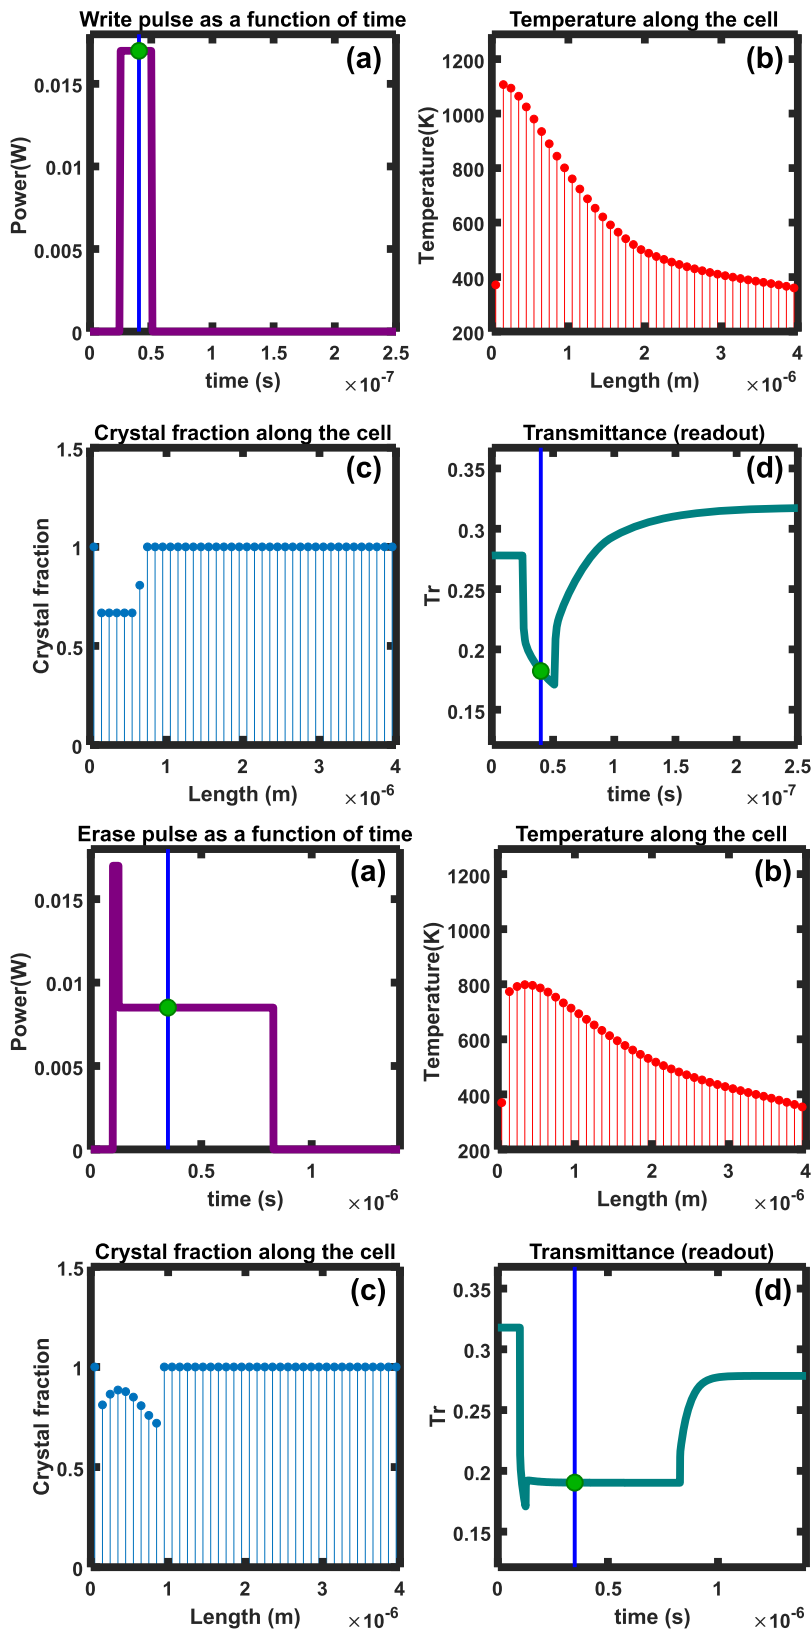 Write pulse as a function of time
(a)
Power(W)
0.015
0.01
0.005
0
0 0.5 1 1.5 2 2.5
time (s)
×10-7
Temperature along the cell
(b)
Temperature(K)
1200
1000
800
600
400
200
0 1 2 3 4
Length (m)
×10-6
Crystal fraction along the cell
(c)
Crystal fraction
1.5
1
0.5
0
0 1 2 3 4
Length (m)
×10-6
Transmittance (readout)
(d)
Tr
0.35
0.3
0.25
0.2
0.15
0 0.5 1 1.5 2 2.5
time (s)
×10-7
Erase pulse as a function of time
(a)
Power(W)
0.015
0.01
0.005
0
0 0.5 1
time (s)
×10-6
Temperature along the cell
(b)
Temperature(K)
1200
1000
800
600
400
200
0 1 2 3 4
Length (m)
×10-6
Crystal fraction along the cell
(c)
Crystal fraction
1.5
1
0.5
0
0 1 2 3 4
Length (m)
×10-6
Transmittance (readout)
(d)
Tr
0.35
0.3
0.25
0.2
0.15
0 0.5 1
time (s)
×10-6